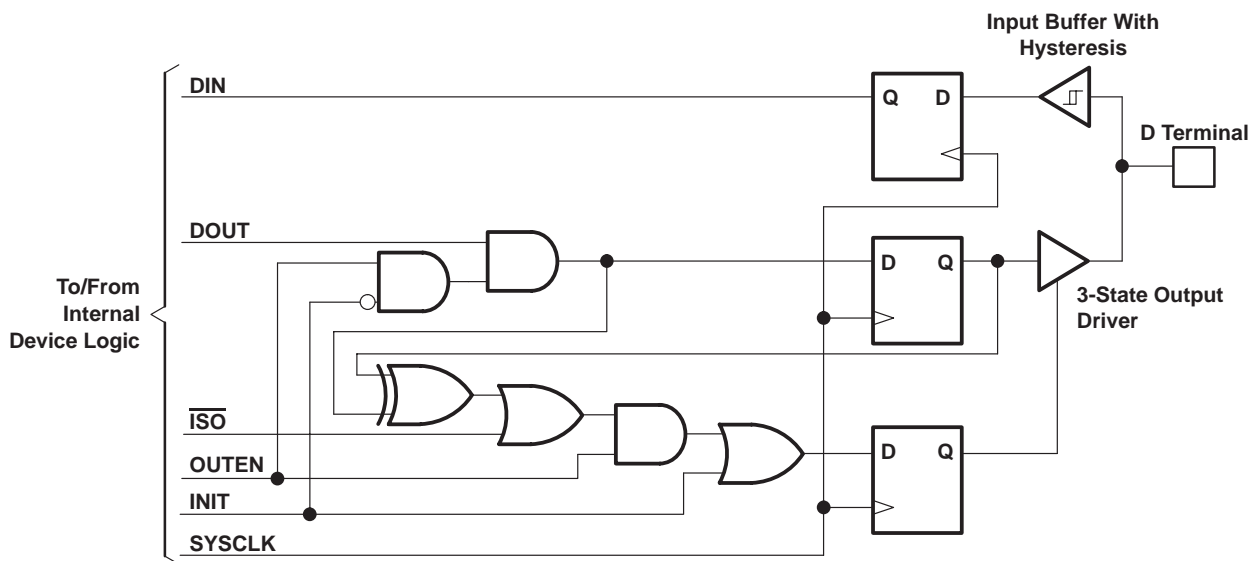 Input Buffer With
Hysteresis
DIN
Q D
D Terminal
DOUT
D Q
To/From
Internal
Device Logic
3-State Output
Driver
ISO
OUTEN
D Q
INIT
SYSCLK